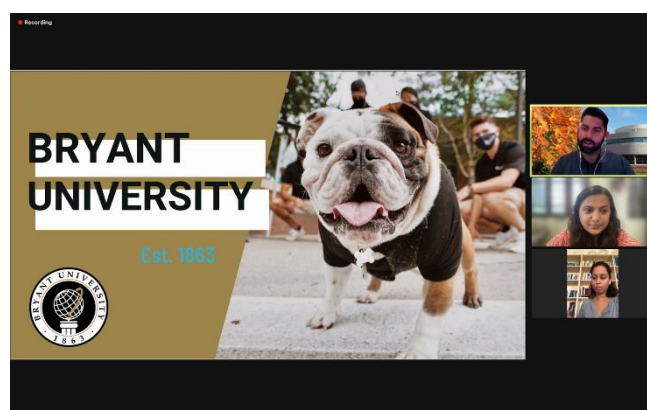 Recording
BRYANT
UNIVERSITY
Est. 1863
BRYANT UNIVERSITY
· 1863 ·